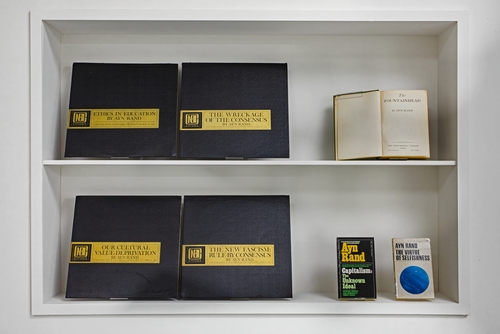 ETHICS IN EDUCATION
BY AYN RAND
THE WRECKAGE
OF THE CONSENSUS
BY AYN RAND
The
FOUNTAINHEAD
OUR CULTURAL
VALUE-DEPRIVATION
BY AYN RAND
THE NEW FASCISM:
RULE BY CONSENSUS
BY AYN RAND
Ayn
Rand
Capitalism:
The
Unknown
Ideal
AYN RAND
THE VIRTUE
OF SELFISHNESS